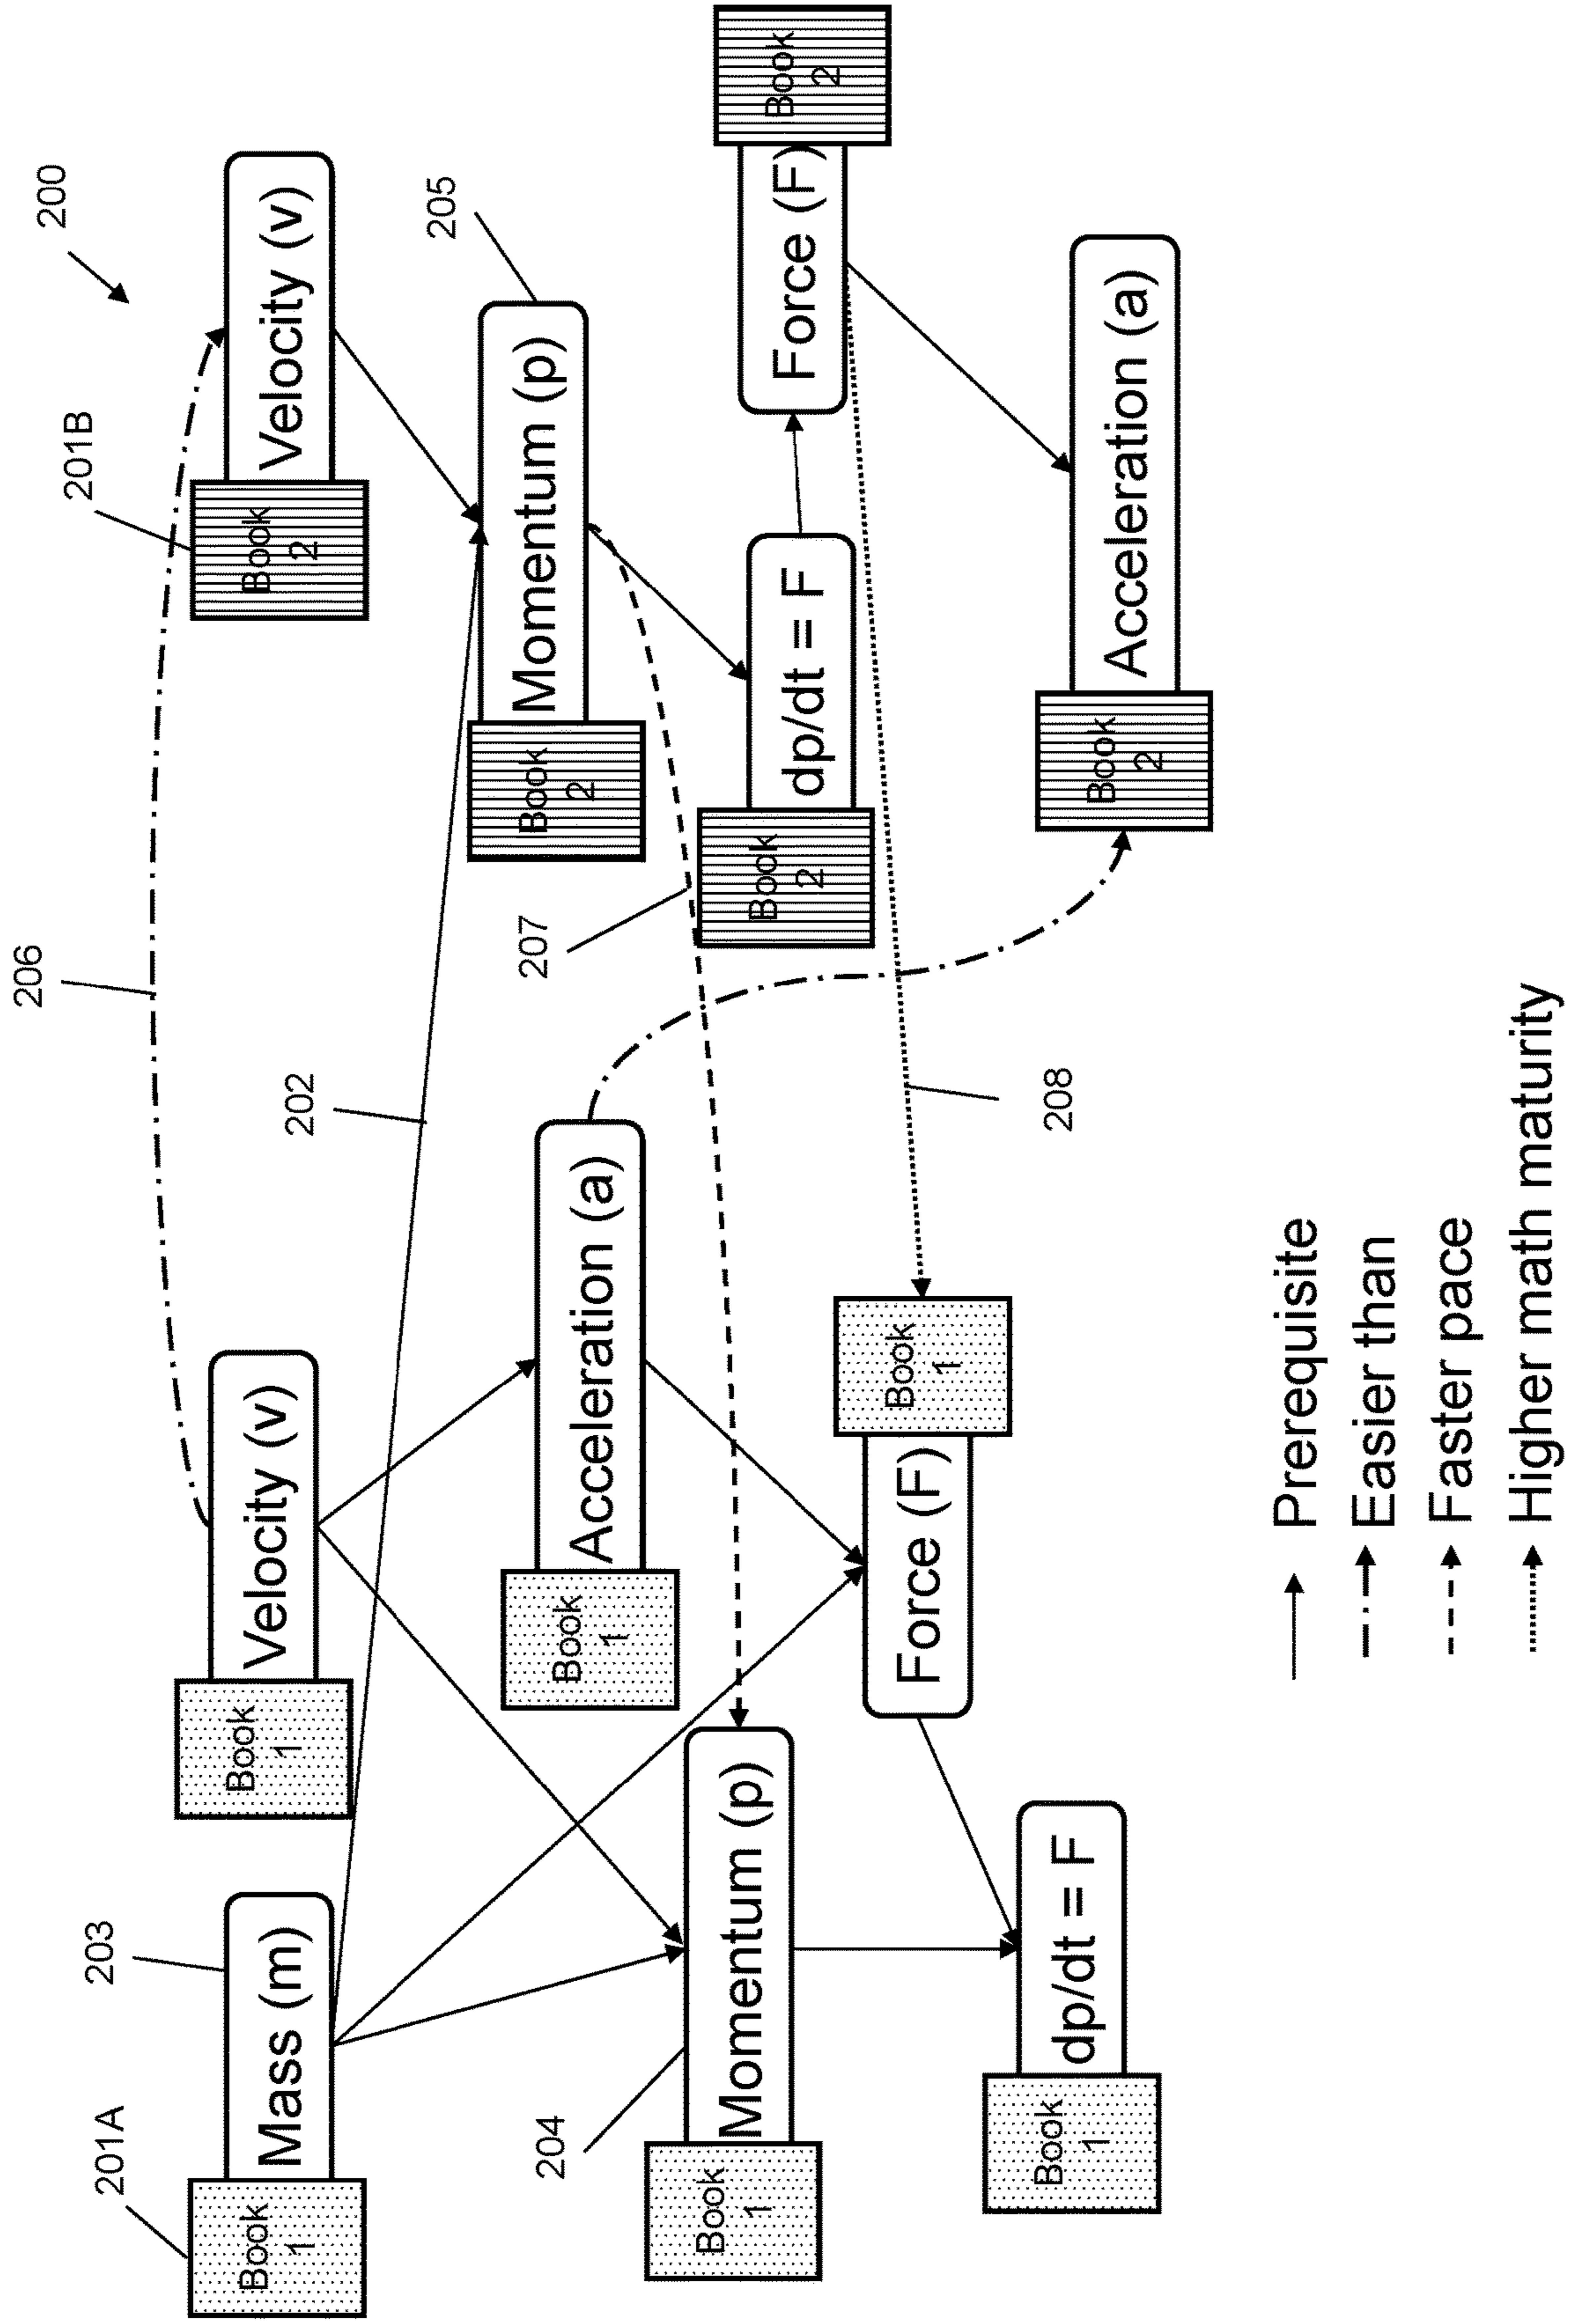 200
201A
203
206
201B
Book
1
Mass (m)
Book
1
Velocity (v)
Book
2
Velocity (v)
202
205
204
Book
1
Acceleration (a)
207
Book
2
Momentum (p)
Book
1
Momentum (p)
Book
2
dp/dt = F
Force (F)
Book
2
Force (F)
Book
1
208
Book
1
dp/dt = F
Book
2
Acceleration (a)
Prerequisite
Easier than
Faster pace
Higher math maturity